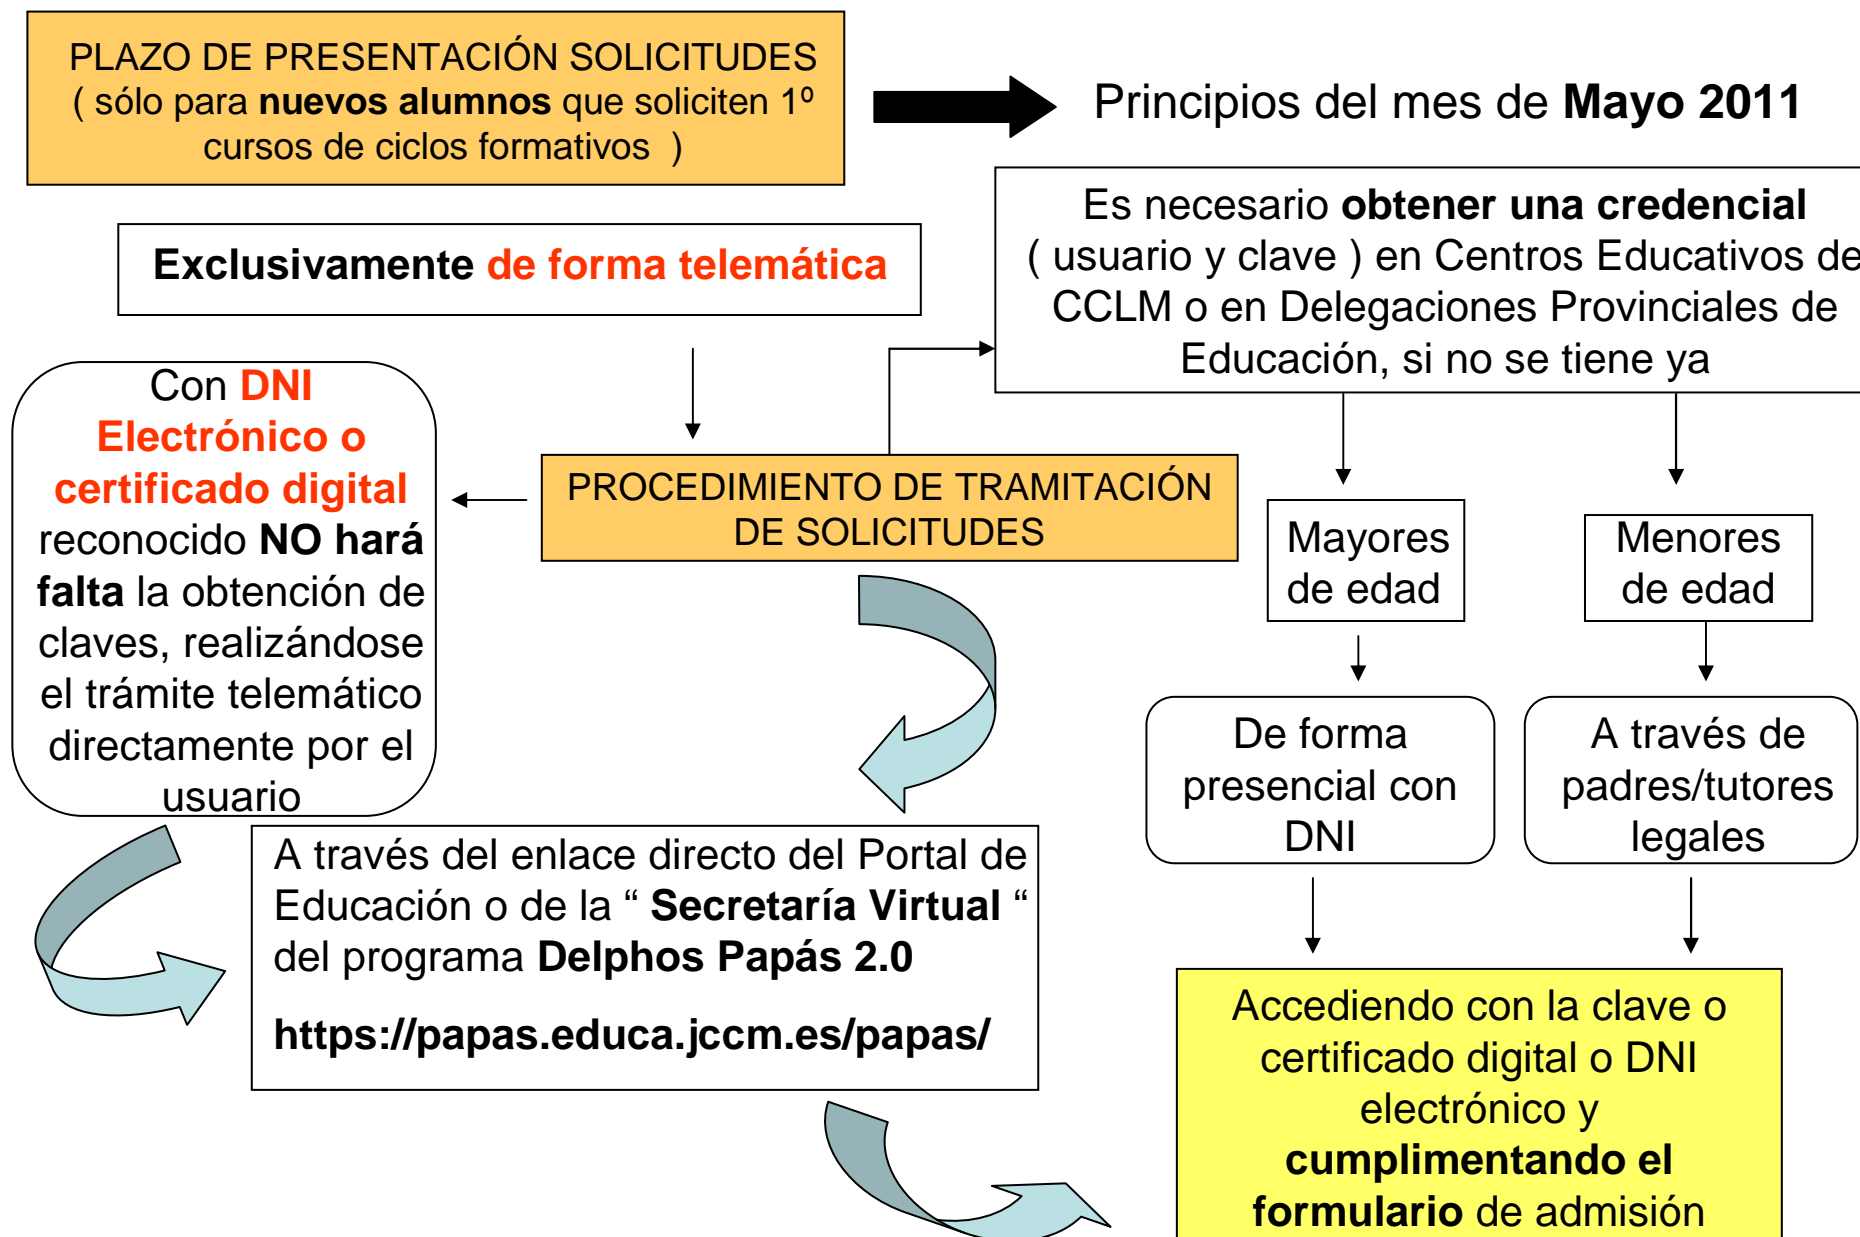 PLAZO DE PRESENTACIÓN SOLICITUDES
( sólo para nuevos alumnos que soliciten 1º
cursos de ciclos formativos )
Principios del mes de Mayo 2011
Exclusivamente de forma telemática
Es necesario obtener una credencial
( usuario y clave ) en Centros Educativos de
CCLM o en Delegaciones Provinciales de
Educación, si no se tiene ya
Con DNI
Electrónico o
certificado digital
reconocido NO hará
falta la obtención de
claves, realizándose
el trámite telemático
directamente por el
usuario
PROCEDIMIENTO DE TRAMITACIÓN
DE SOLICITUDES
Mayores
de edad
Menores
de edad
De forma
presencial con
DNI
A través de
padres/tutores
legales
A través del enlace directo del Portal de
Educación o de la “ Secretaría Virtual “
del programa Delphos Papás 2.0
https://papas.educa.jccm.es/papas/
Accediendo con la clave o
certificado digital o DNI
electrónico y
cumplimentando el
formulario de admisión